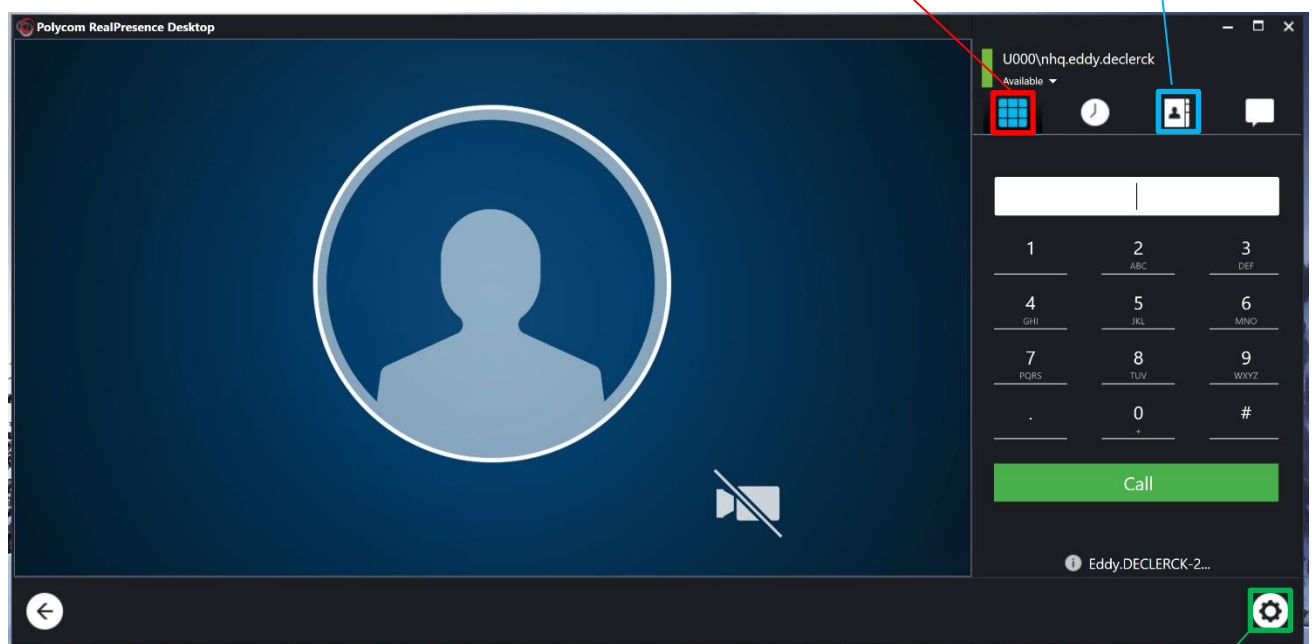 Polycom RealPresence Desktop
U000\nhq.eddy.declerck
Available
1 2 3
ABC DEF
4 5 6
GHI JKL MNO
7 8 9
PQRS TUV WXYZ
. 0 #
+
Call
Eddy.DECLERCK-2...